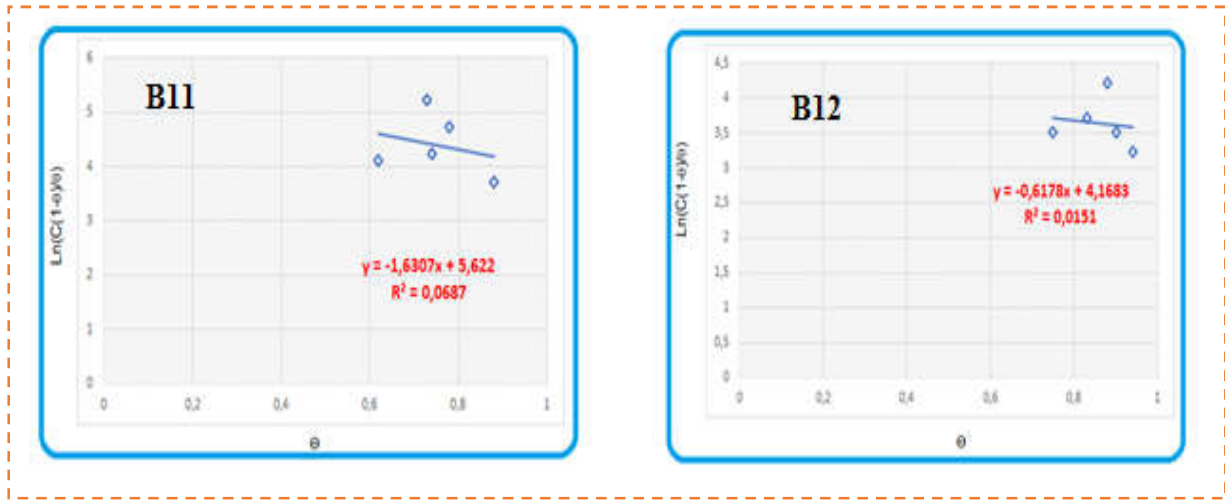 B11
Ln(C(1-θ)/θ)
6
5
4
3
2
1
0
y = -1,6307x + 5,622
R² = 0,0687
0 0,2 0,4 0,6 0,8 1
θ
B12
Ln(C(1-θ)/θ)
4,5
4
3,5
3
2,5
2
1,5
1
0,5
0
y = -0,6178x + 4,1683
R² = 0,0151
0 0,2 0,4 0,6 0,8 1
θ